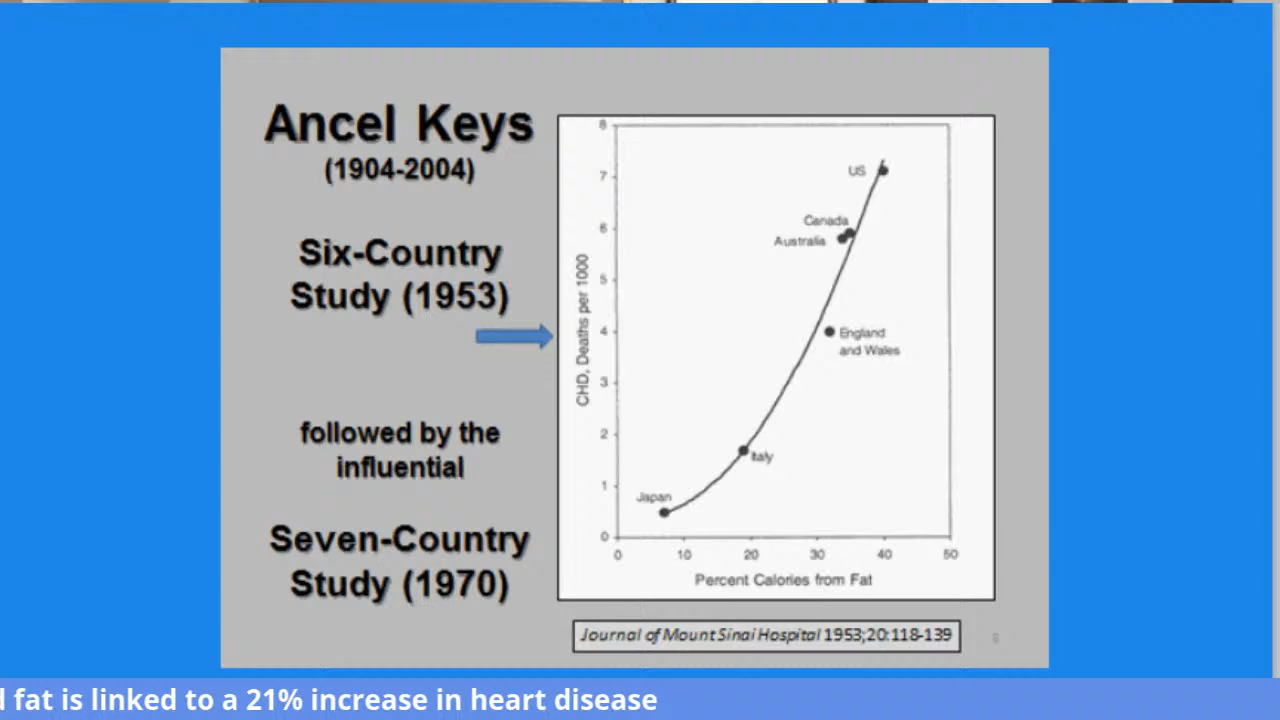 Ancel Keys
(1904-2004)
Six-Country
Study (1953)
followed by the
influential
Seven-Country
Study (1970)
8
7
6
5
4
3
2
1
0
CHD, Deaths per 1000
US
Canada
Australia
England
and Wales
Italy
Japan
0 10 20 30 40 50
Percent Calories from Fat
Journal of Mount Sinai Hospital 1953;20:118-139
8
fat is linked to a 21% increase in heart disease